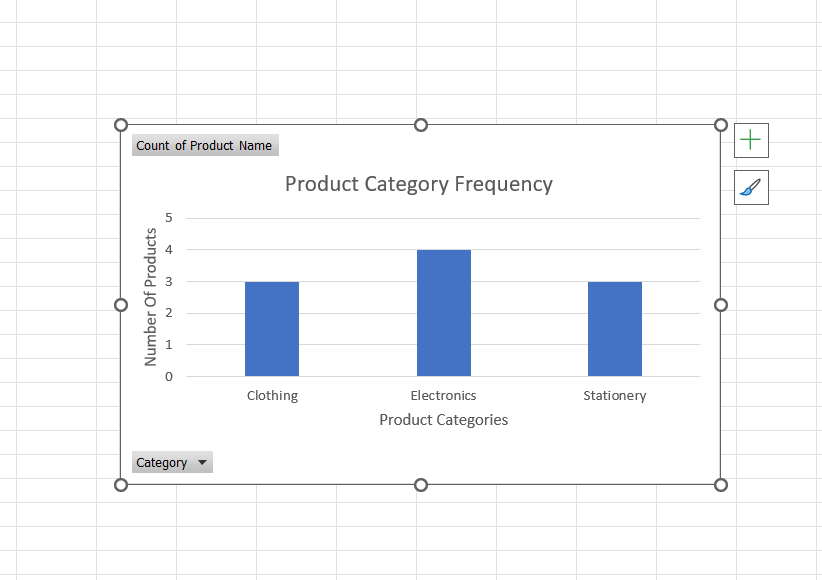 Count of Product Name
Product Category Frequency
Number Of Products
5
4
3
2
1
0
Clothing Electronics Stationery
Product Categories
Category